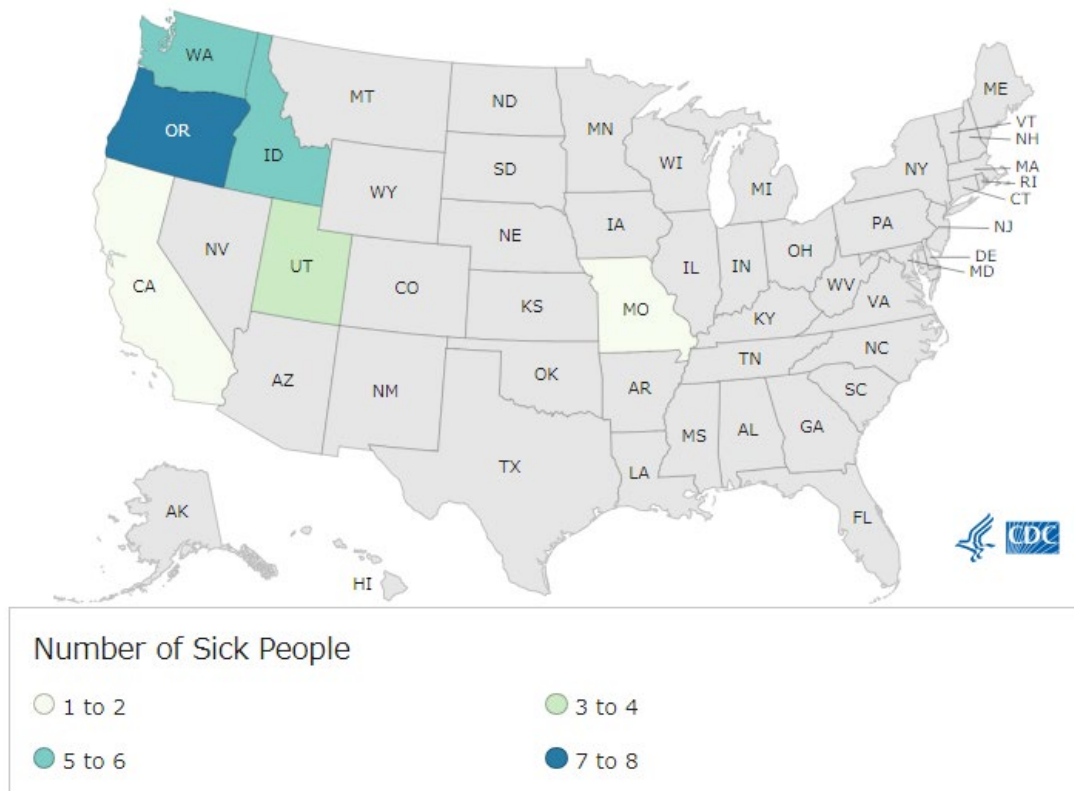 WA
MT
ND
MN
ME
VT
NH
OR
ID
SD
WI
MI
NY
MA
RI
CT
WY
IA
PA
NJ
NV
NE
OH
DE
MD
UT
CO
IL
IN
WV
VA
CA
KS
MO
KY
NC
TN
AZ
NM
OK
AR
SC
MS
AL
GA
TX
LA
AK
FL
HI
CDC
Number of Sick People
1 to 2
3 to 4
5 to 6
7 to 8